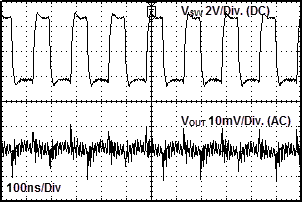 VSW 2V/Div. (DC)
VOUT 10mV/Div. (AC)
100ns/Div